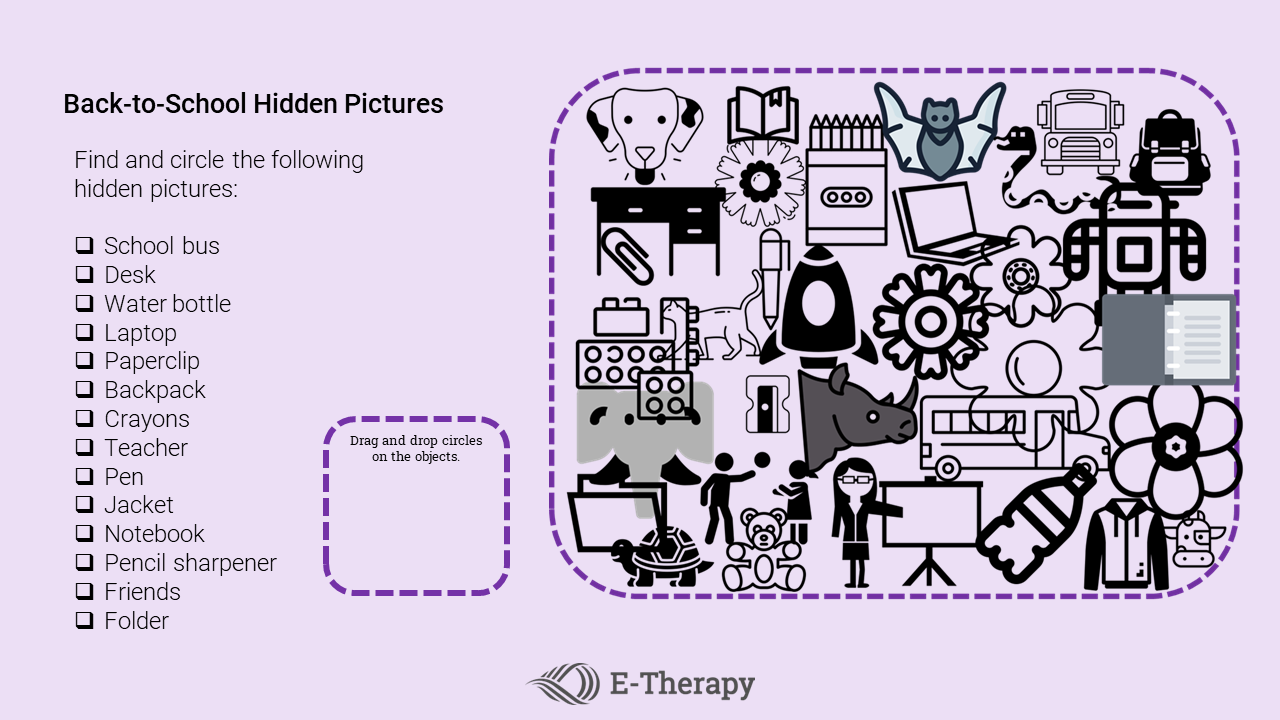 Back-to-School Hidden Pictures
Find and circle the following
hidden pictures:
❑ School bus
❑ Desk
❑ Water bottle
❑ Laptop
❑ Paperclip
❑ Backpack
❑ Crayons
❑ Teacher
❑ Pen
❑ Jacket
❑ Notebook
❑ Pencil sharpener
❑ Friends
❑ Folder
Drag and drop circles
on the objects.
E-Therapy